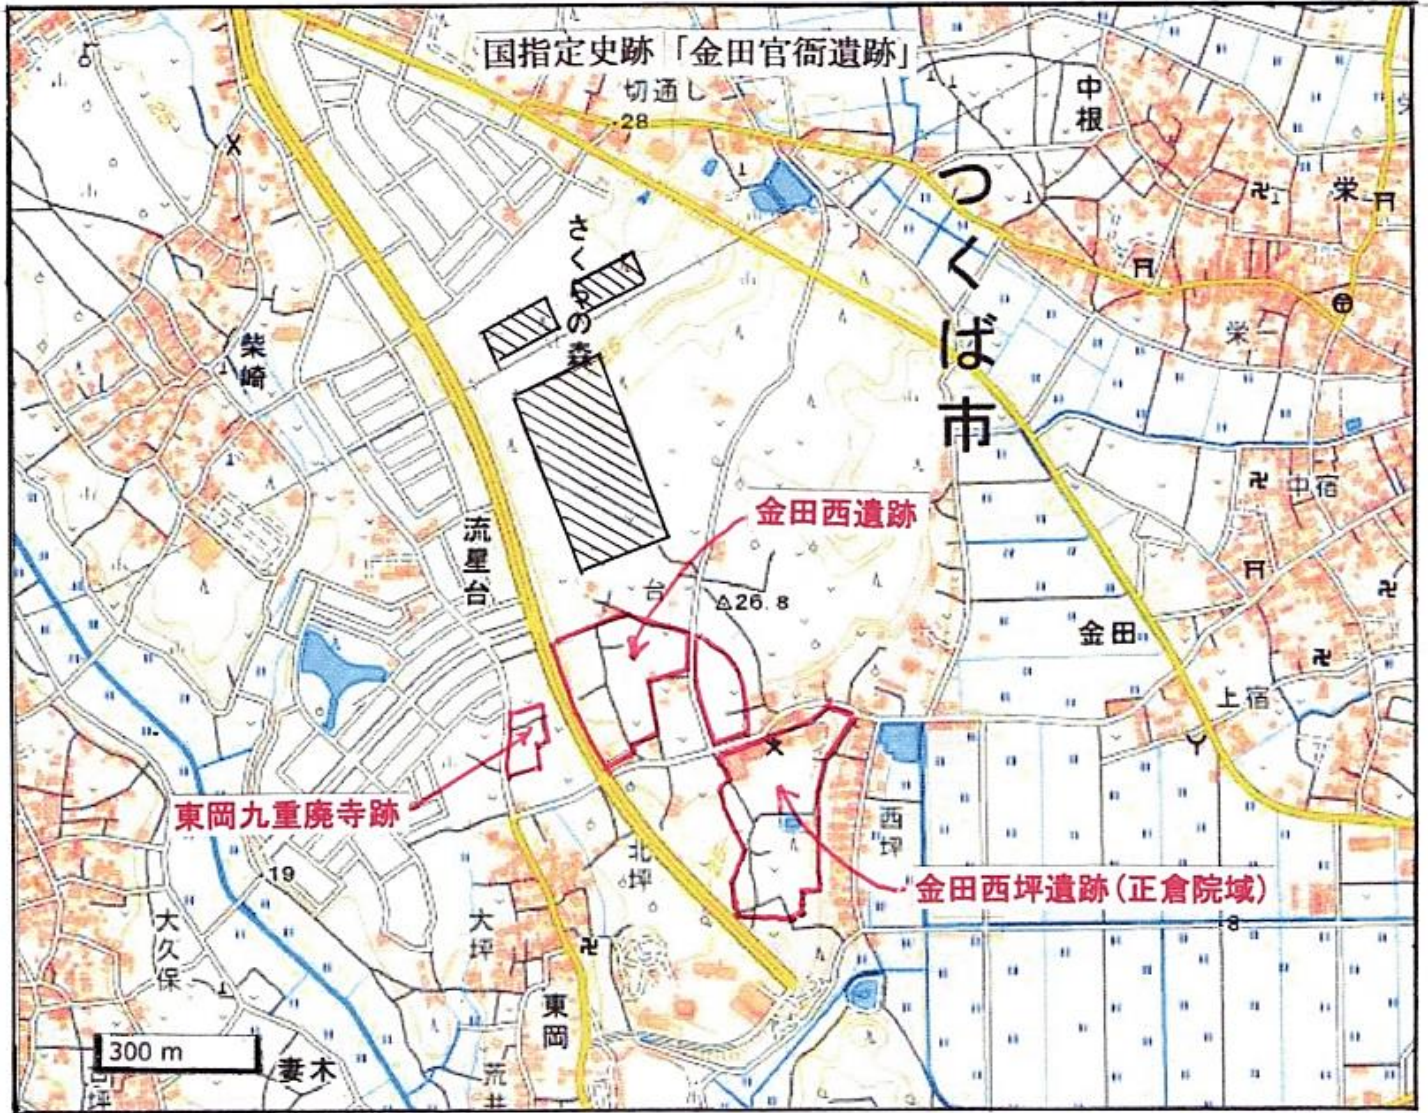 国指定史跡「金田官衙遺跡」
切通し
28
中根
つくば市
栄
さくらの森
栄一
柴崎
中宿
金田西遺跡
流星台
台
26.8
金田
上宿
東岡九重廃寺跡
西坪
北坪
金田西坪遺跡（正倉院域）
19
8
大久保
大坪
東岡
300 m
妻木
荒井